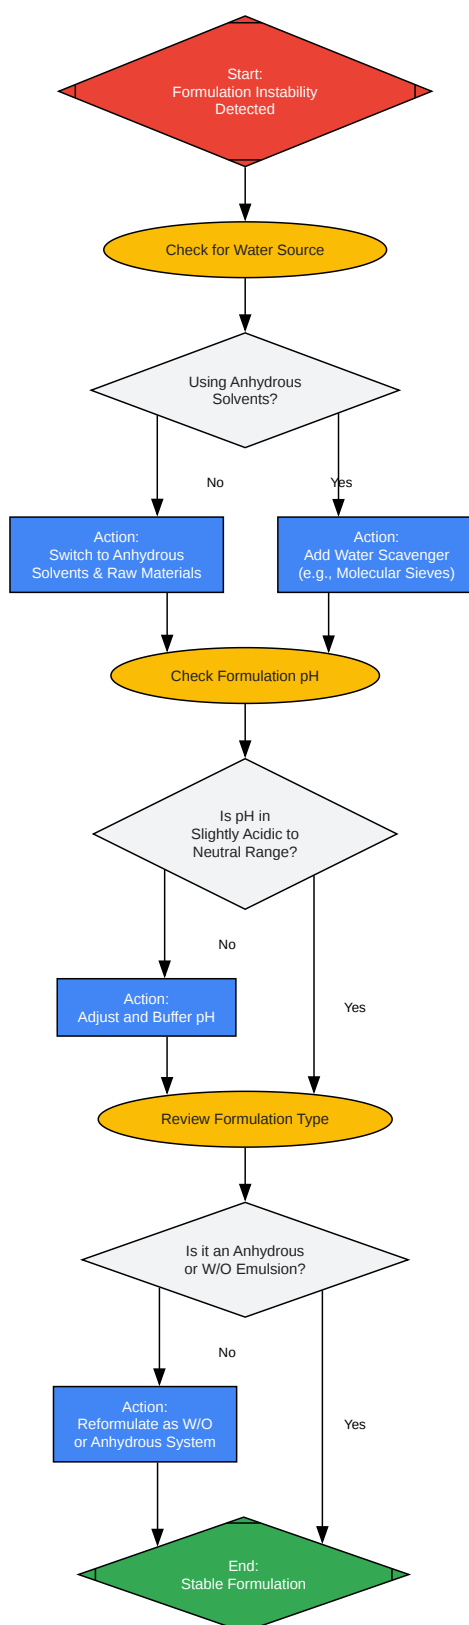 Start:
Formulation Instability
Detected
Check for Water Source
Using Anhydrous
Solvents?
No
Yes
Action:
Switch to Anhydrous
Solvents & Raw Materials
Action:
Add Water Scavenger
(e.g., Molecular Sieves)
Check Formulation pH
Is pH in
Slightly Acidic to
Neutral Range?
No
Action:
Adjust and Buffer pH
Yes
Review Formulation Type
Is it an Anhydrous
or W/O Emulsion?
No
Action:
Reformulate as W/O
or Anhydrous System
Yes
End:
Stable Formulation